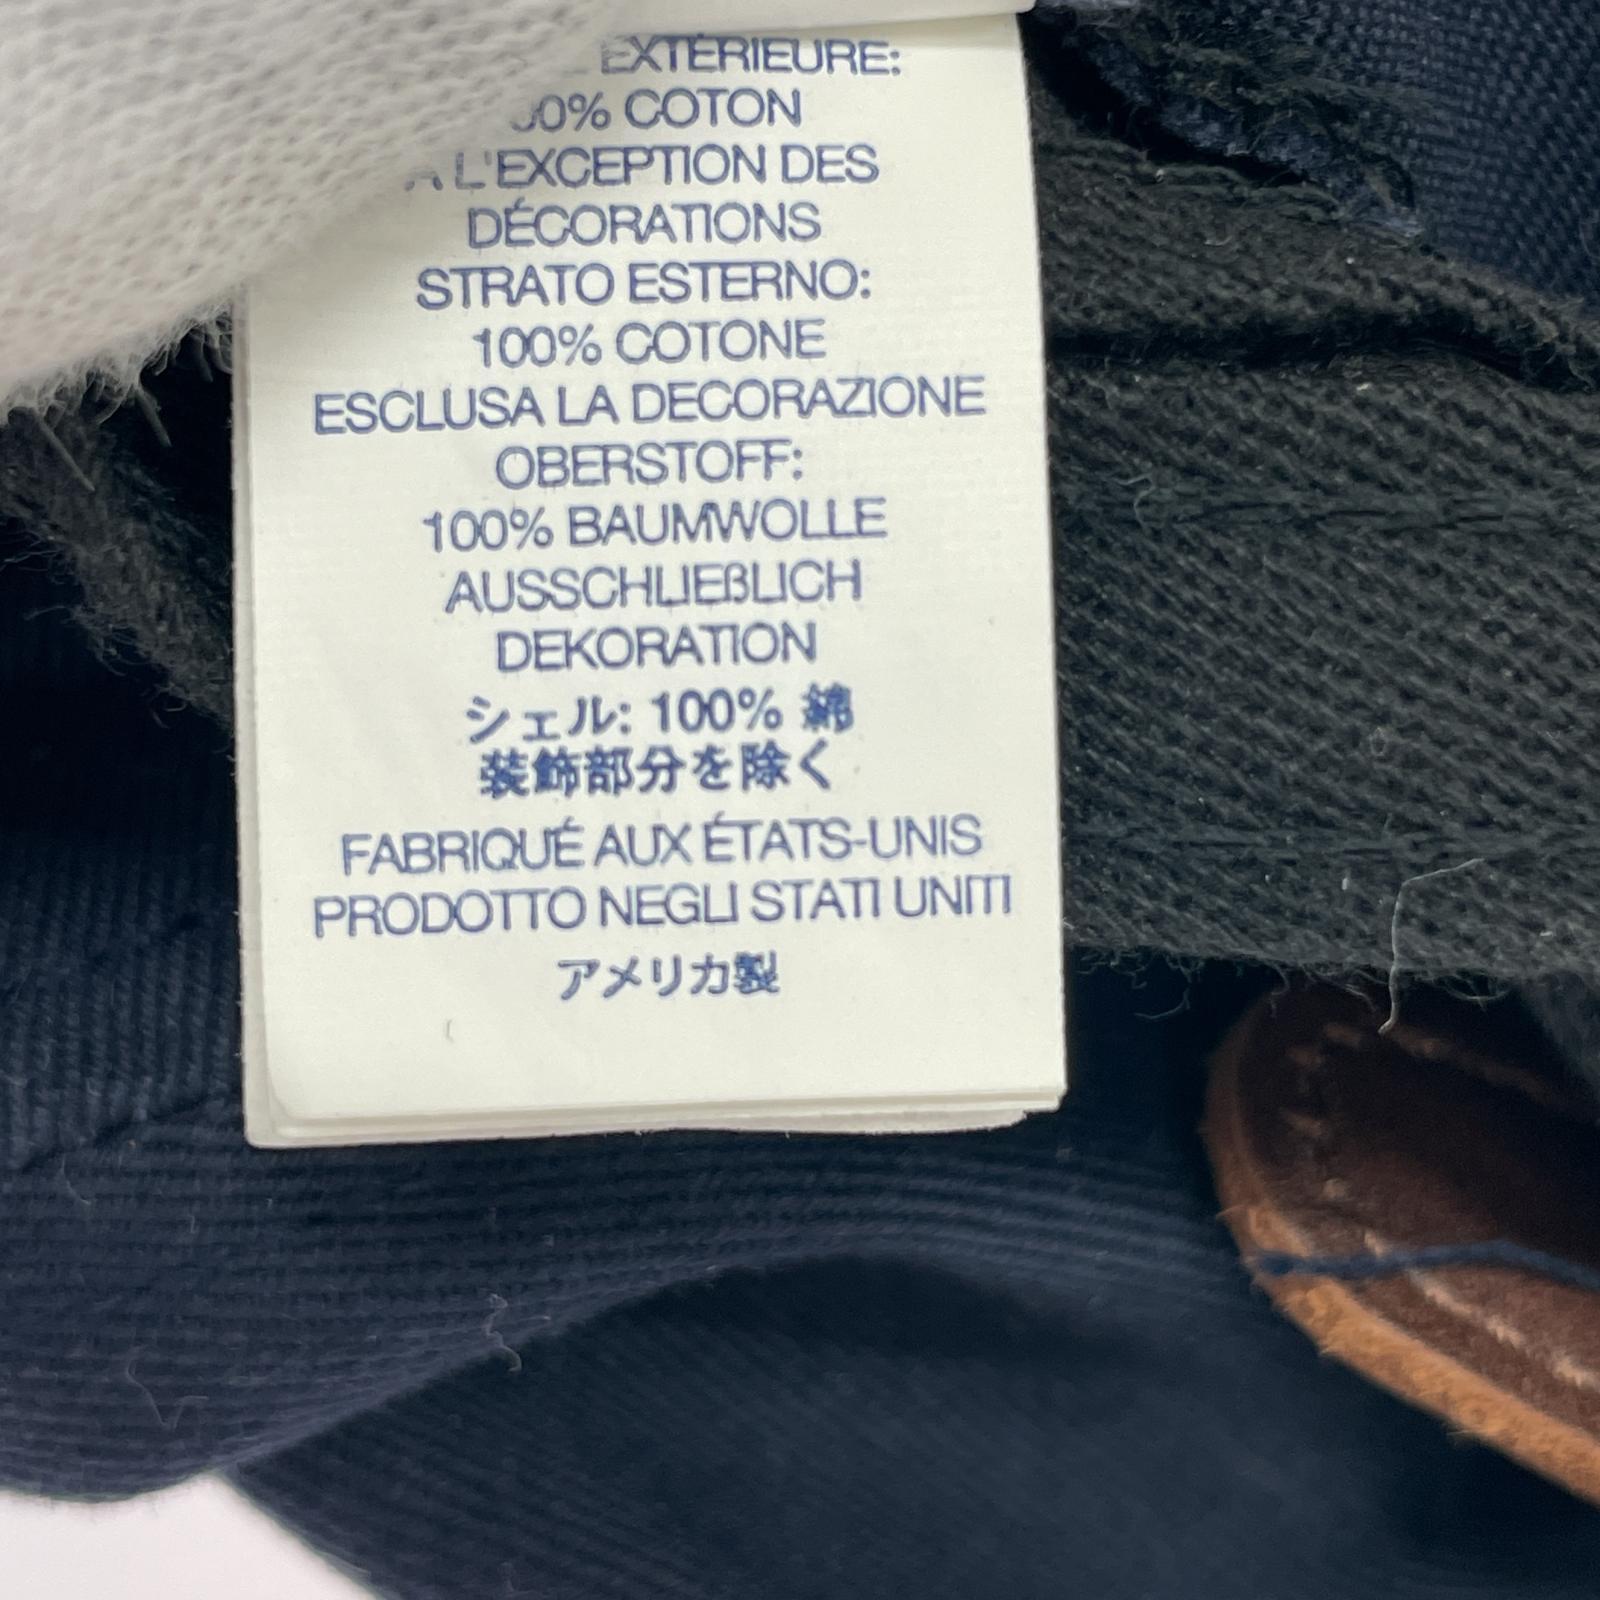 EXTÉRIEURE:
COTON
L'EXCEPTION DES
DÉCORATIONS
STRATO ESTERNO:
100% COTONE
ESCLUSA LA DECORAZIONE
OBERSTOFF:
100% BAUMWOLLE
AUSSCHLIEßLICH
DEKORATION
シェル: 100% 綿
装飾部分を除く
FABRIQUÉ AUX ÉTATS-UNIS
PRODOTTO NEGLI STATI UNITI
アメリカ製